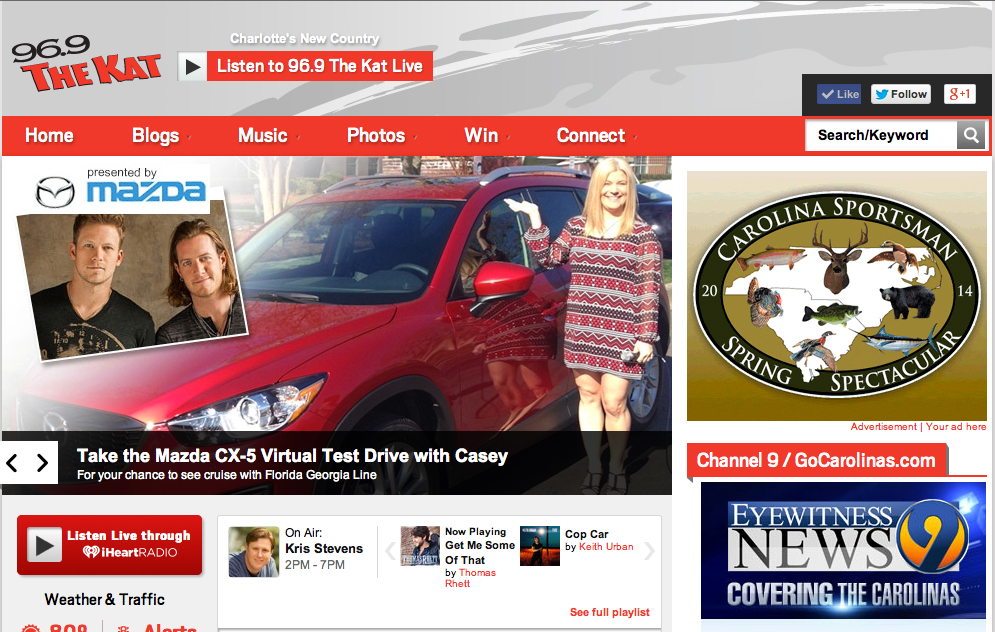 96.9
THE KAT
Charlotte's New Country
Listen to 96.9 The Kat Live
Like
Follow
g+1
Home
Blogs
Music
Photos
Win
Connect
Search/Keyword
presented by
mazda
CAROLINA SPORTSMAN
20
14
SPRING SPECTACULAR
Advertisement | Your ad here
Take the Mazda CX-5 Virtual Test Drive with Casey
For your chance to see cruise with Florida Georgia Line
Channel 9 / GoCarolinas.com
EYEWITNESS
NEWS 9
COVERING THE CAROLINAS
Listen Live through
iHeartRADIO
On Air:
Kris Stevens
2PM - 7PM
Now Playing
Get Me Some
Of That
by Thomas
Rhett
THOMAS RHETT
Cop Car
by Keith Urban
See full playlist
Weather & Traffic
80°
Alerts